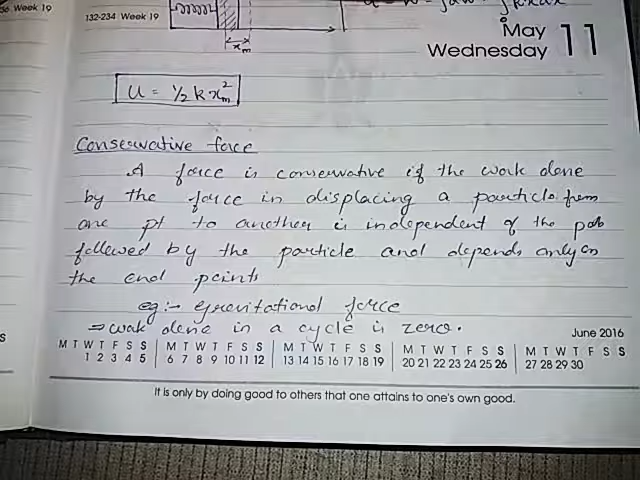 Week 19
132-234 Week 19
xm
May
Wednesday 11
U = ½ k xm²
Conservative force
A force is conservative if the work done
by the force in displacing a particle from
one pt to another is independent of the path
followed by the particle and depends only on
the end points
eg :- Gravitational force
⇒ work done in a cycle is zero.
June 2016
M T W T F S S M T W T F S S M T W T F S S M T W T F S S M T W T F S S
1 2 3 4 5 6 7 8 9 10 11 12 13 14 15 16 17 18 19 20 21 22 23 24 25 26 27 28 29 30
It is only by doing good to others that one attains to one's own good.